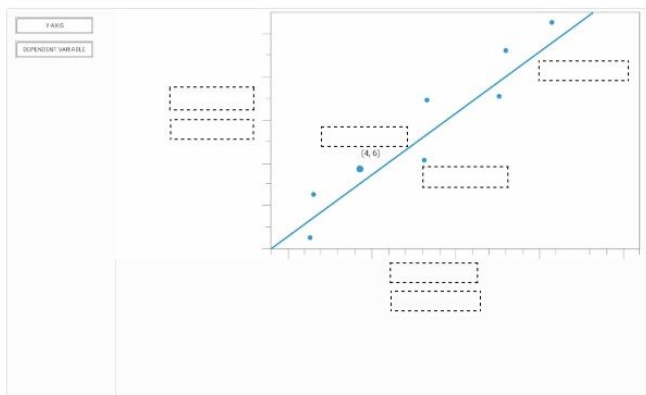 Y-AXIS
DEPENDENT VARIABLE
(4, 6)